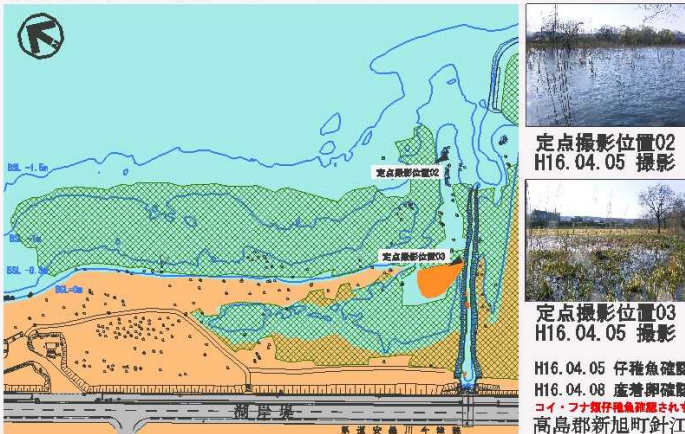 定点撮影位置02
定点撮影位置03
BSL -1.5m
BSL -1m
BSL=0m
湖岸堤
定点撮影位置02
H16.04.05 撮影
定点撮影位置03
H16.04.05 撮影
H16.04.05 仔稚魚確認
H16.04.08 産着卵確認
コイ・フナ類仔稚魚確認されず
高島郡新旭町針江